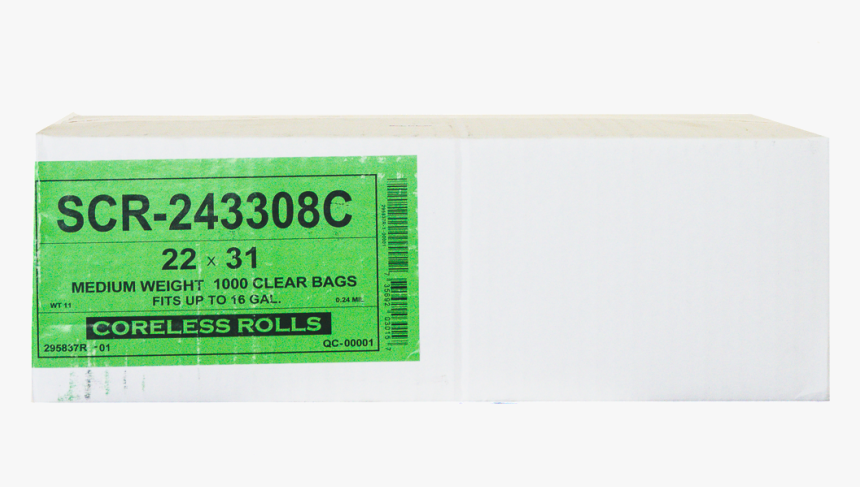 SCR-243308C
22 x 31
MEDIUM WEIGHT 1000 CLEAR BAGS
FITS UP TO 16 GAL.
WT 11 0.24 MIL
CORELESS ROLLS
295837R -01 QC-00001